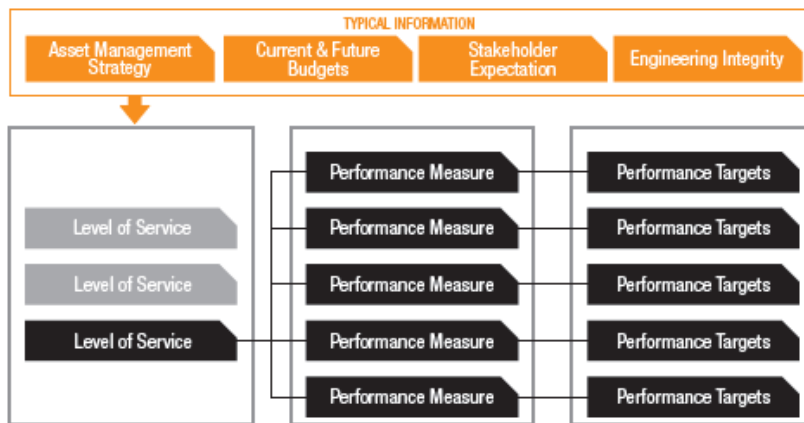 TYPICAL INFORMATION
Asset Management
Strategy
Current & Future
Budgets
Stakeholder
Expectation
Engineering Integrity
Level of Service
Level of Service
Level of Service
Performance Measure
Performance Measure
Performance Measure
Performance Measure
Performance Measure
Performance Targets
Performance Targets
Performance Targets
Performance Targets
Performance Targets